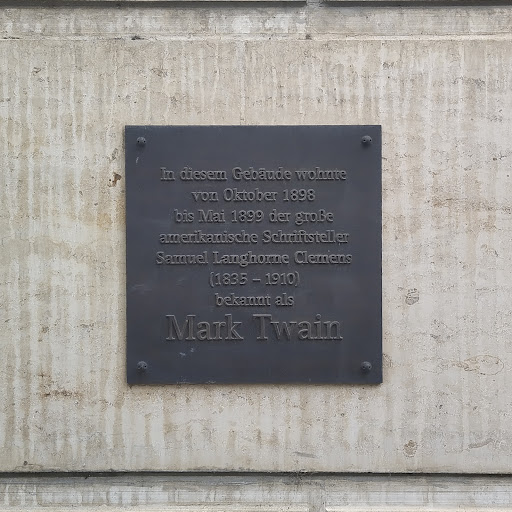 In diesem Gebäude wohnte
von Oktober 1898
bis Mai 1899 der große
amerikanische Schriftsteller
Samuel Langhorne Clemens
(1835 – 1910)
bekannt als
Mark Twain